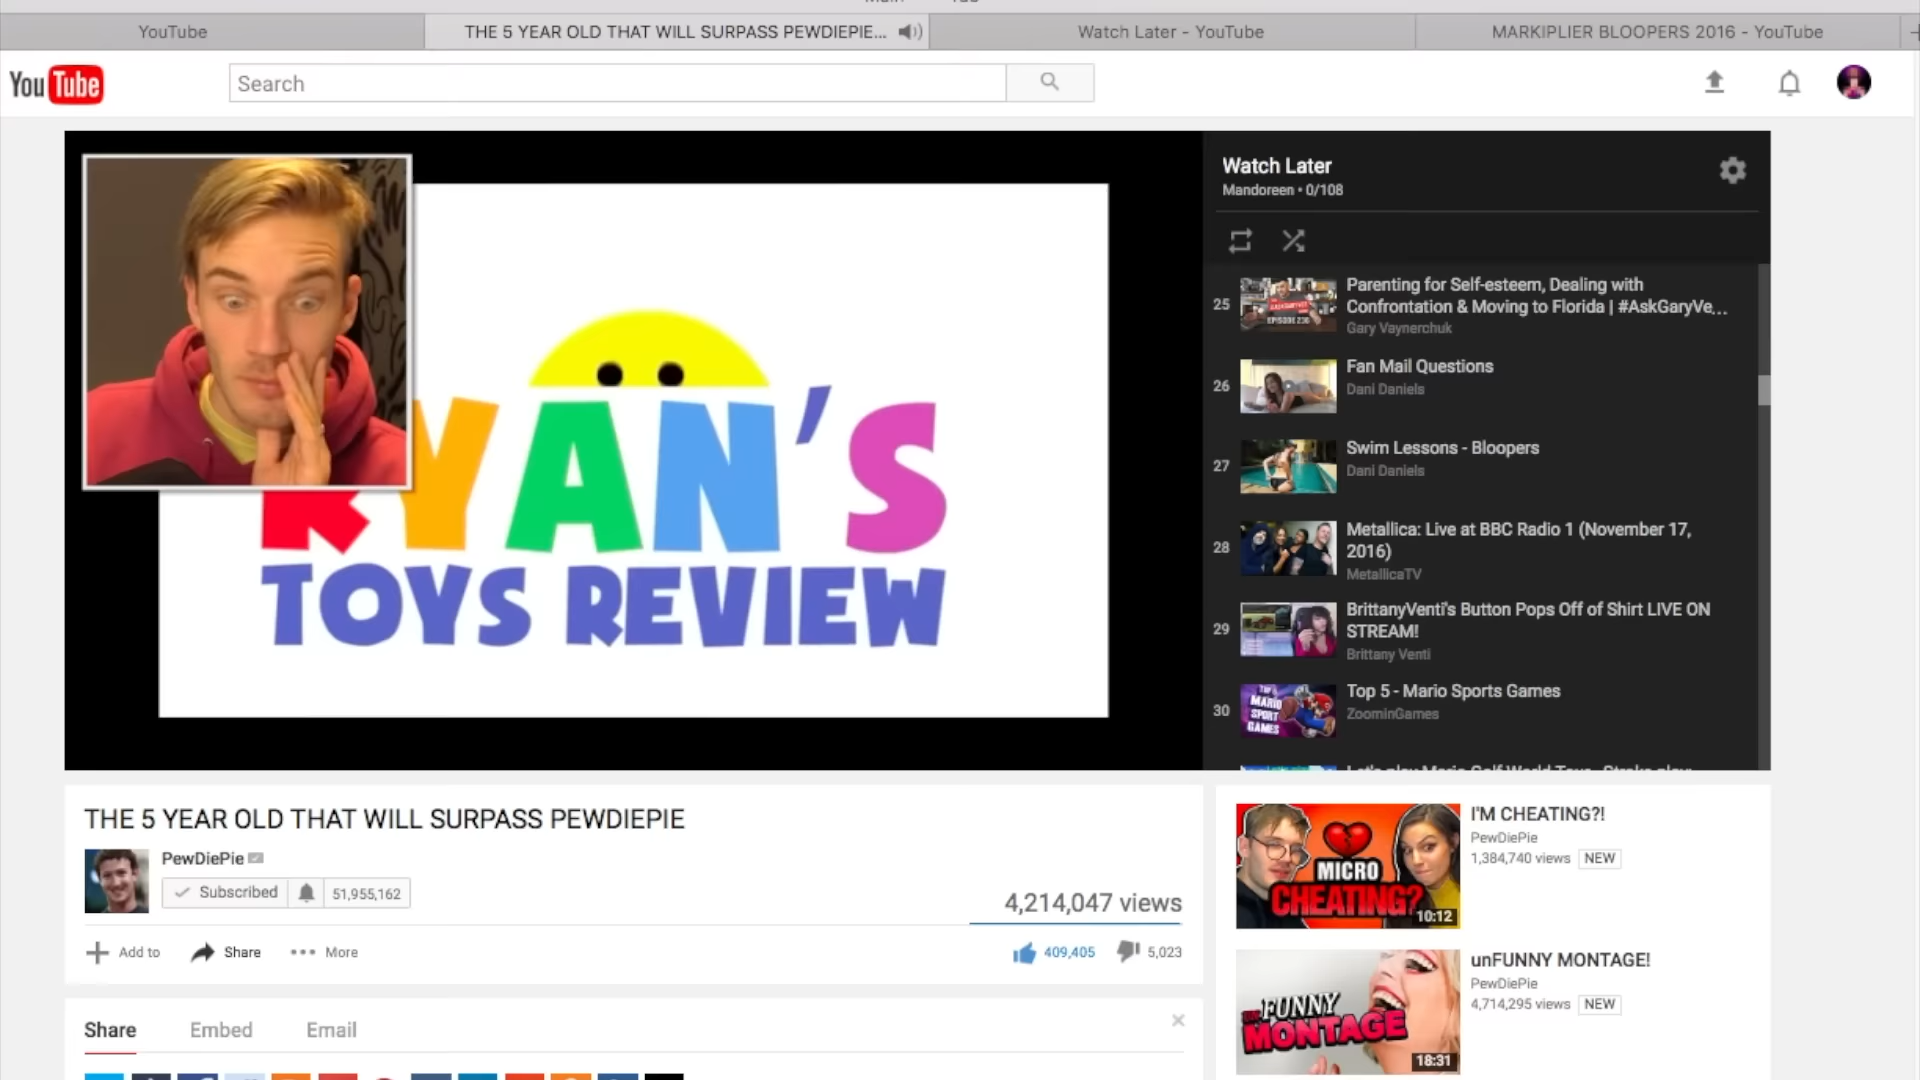 YouTube
THE 5 YEAR OLD THAT WILL SURPASS PEWDIEPIE...
Watch Later - YouTube
MARKIPLIER BLOOPERS 2016 - YouTube
YouTube
Search
YAN'S
TOYS REVIEW
Watch Later
Mandoreen • 0/108
25
Parenting for Self-esteem, Dealing with
Confrontation & Moving to Florida | #AskGaryVe...
Gary Vaynerchuk
26
Fan Mail Questions
Dani Daniels
27
Swim Lessons - Bloopers
Dani Daniels
28
Metallica: Live at BBC Radio 1 (November 17,
2016)
MetallicaTV
29
BrittanyVenti's Button Pops Off of Shirt LIVE ON
STREAM!
Brittany Venti
30
MARIO
SPORT
GAMES
Top 5 - Mario Sports Games
ZoominGames
THE 5 YEAR OLD THAT WILL SURPASS PEWDIEPIE
PewDiePie
Subscribed
51,955,162
4,214,047 views
Add to
Share
More
409,405
5,023
Share
Embed
Email
MICRO
CHEATING?
10:12
I'M CHEATING?!
PewDiePie
1,384,740 views NEW
FUNNY
MONTAGE
18:31
unFUNNY MONTAGE!
PewDiePie
4,714,295 views NEW